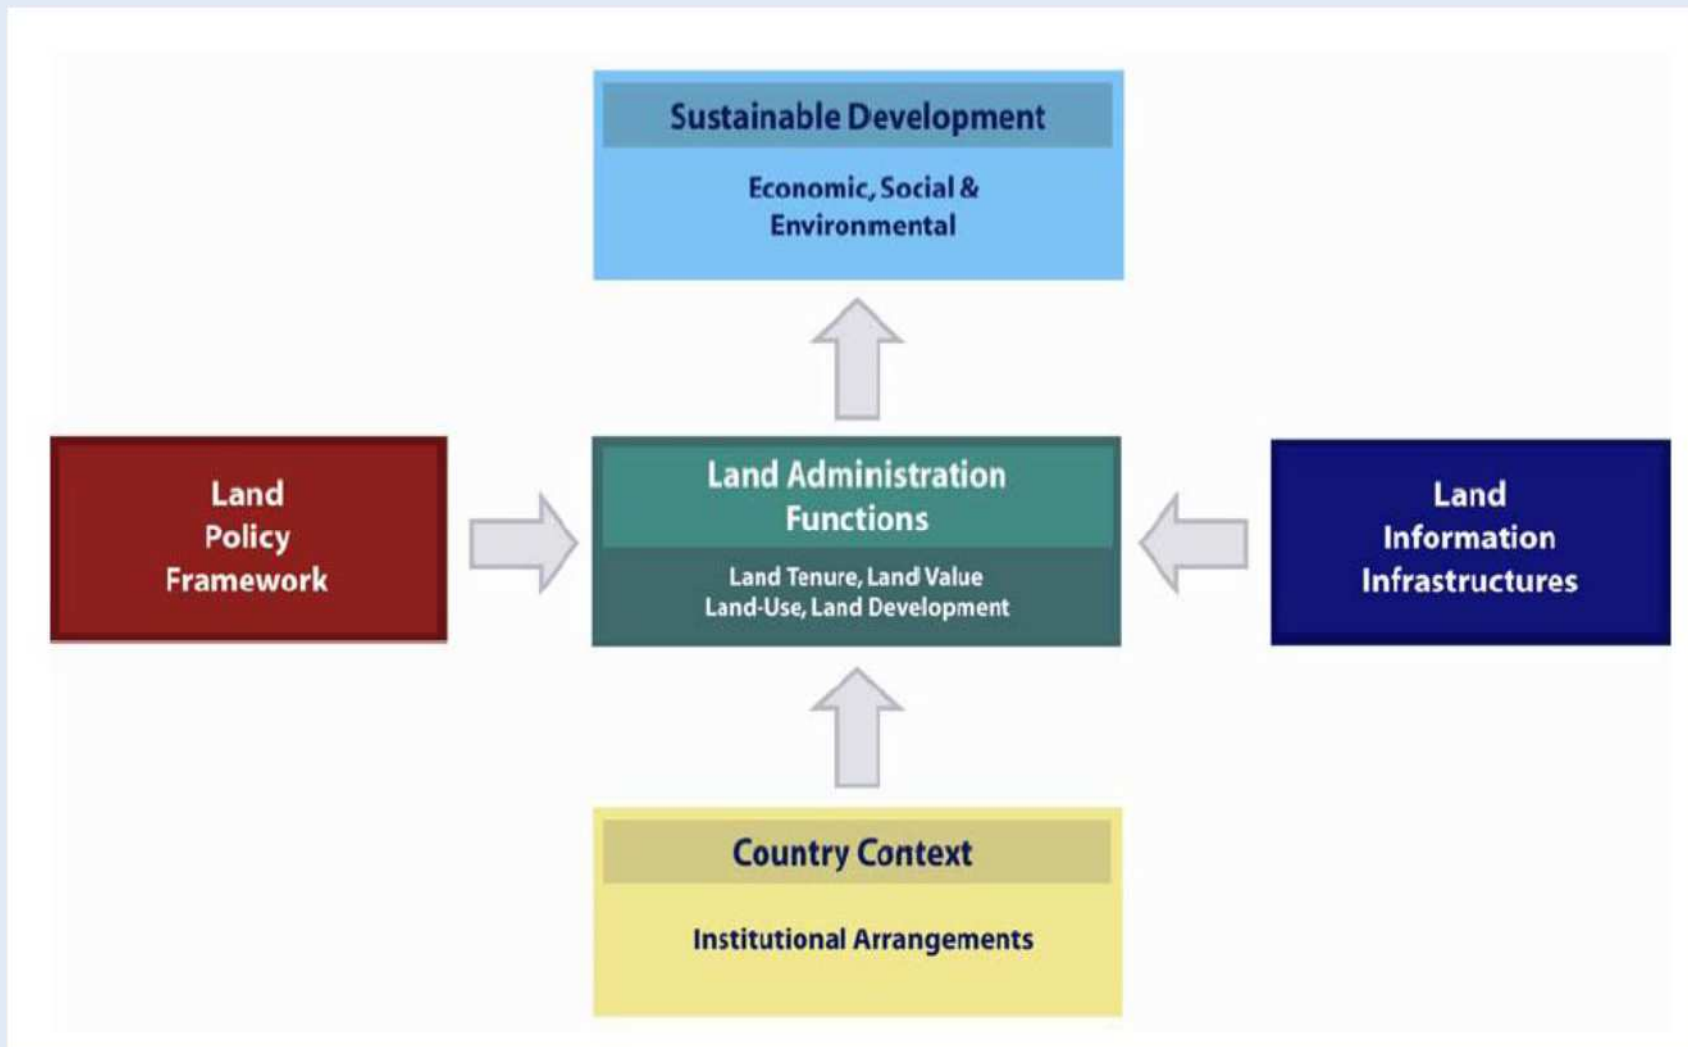 Sustainable Development
Economic, Social &
Environmental
Land
Policy
Framework
Land Administration
Functions
Land Tenure, Land Value
Land-Use, Land Development
Land
Information
Infrastructures
Country Context
Institutional Arrangements